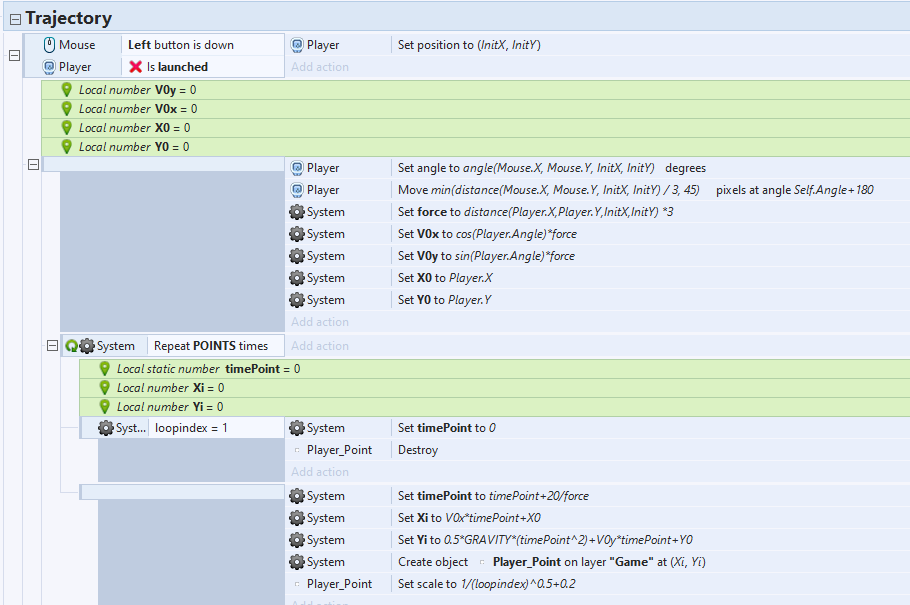 Trajectory
Mouse Left button is down Player Set position to (InitX, InitY)
Player Is launched Add action
Local number V0y = 0
Local number V0x = 0
Local number X0 = 0
Local number Y0 = 0
Player Set angle to angle(Mouse.X, Mouse.Y, InitX, InitY) degrees
Player Move min(distance(Mouse.X, Mouse.Y, InitX, InitY) / 3, 45) pixels at angle Self.Angle+180
System Set force to distance(Player.X,Player.Y,InitX,InitY) *3
System Set V0x to cos(Player.Angle)*force
System Set V0y to sin(Player.Angle)*force
System Set X0 to Player.X
System Set Y0 to Player.Y
Add action
System Repeat POINTS times Add action
Local static number timePoint = 0
Local number Xi = 0
Local number Yi = 0
Syst... loopindex = 1 System Set timePoint to 0
Player_Point Destroy
Add action
System Set timePoint to timePoint+20/force
System Set Xi to V0x*timePoint+X0
System Set Yi to 0.5*GRAVITY*(timePoint^2)+V0y*timePoint+Y0
System Create object Player_Point on layer "Game" at (Xi, Yi)
Player_Point Set scale to 1/(loopindex)^0.5+0.2
Add action